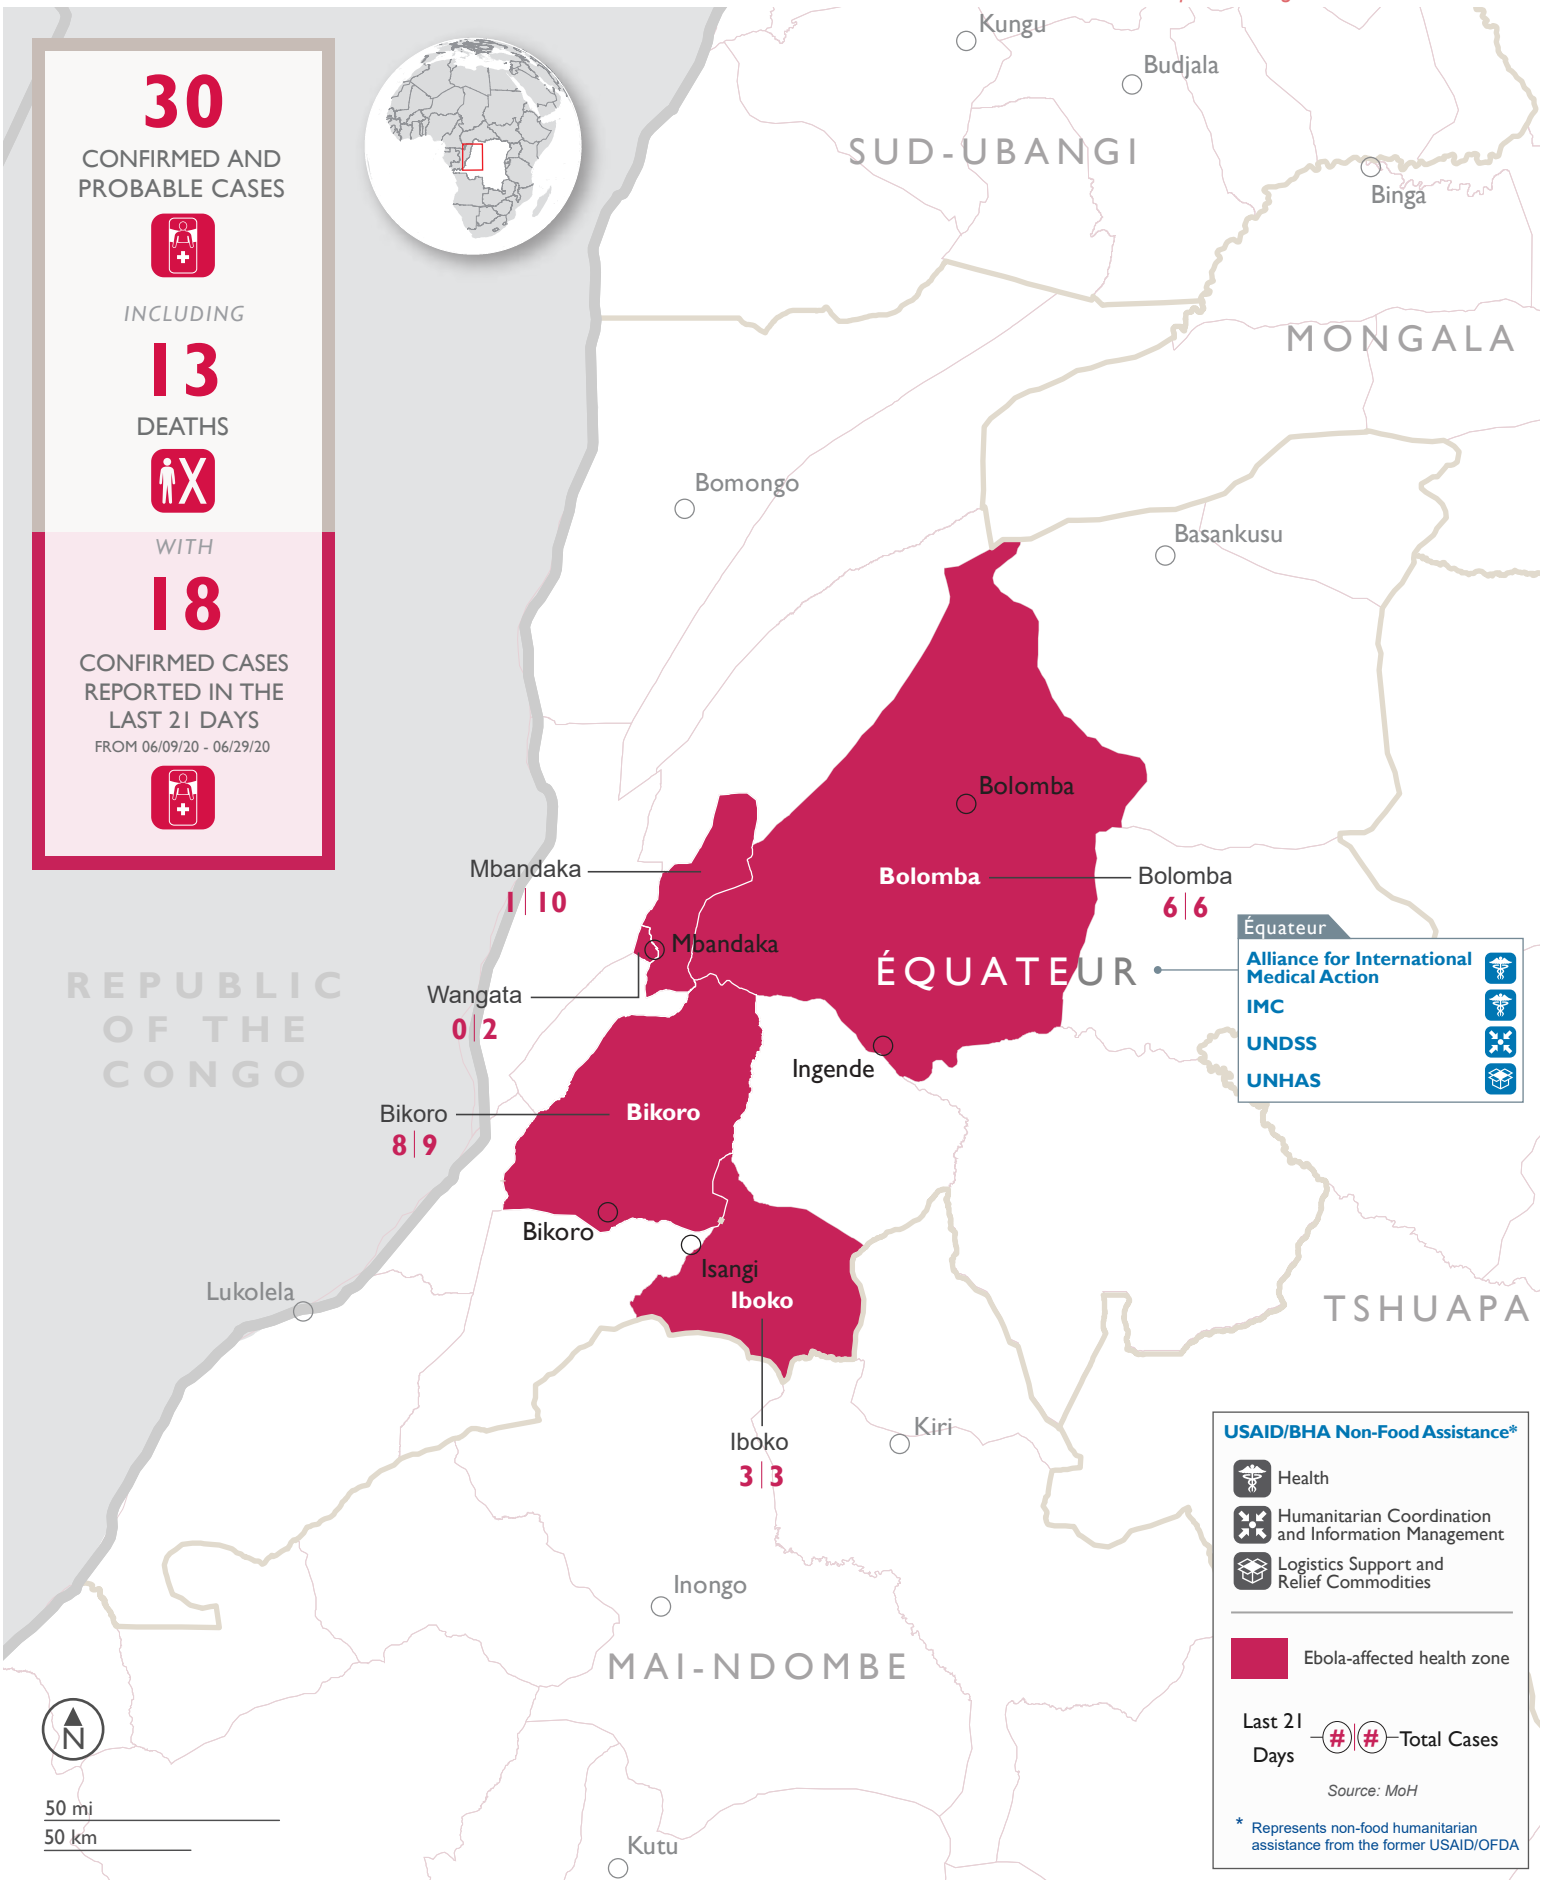 30
CONFIRMED AND
PROBABLE CASES
INCLUDING
13
DEATHS
WITH
18
CONFIRMED CASES
REPORTED IN THE
LAST 21 DAYS
FROM 06/09/20 - 06/29/20
Kungu
Budjala
SUD-UBANGI
Binga
MONGALA
Bomongo
Basankusu
Bolomba
Mbandaka
1|10
Bolomba
Bolomba
6|6
Mbandaka
ÉQUATEUR
Wangata
0|2
Équateur
Alliance for International
Medical Action
IMC
UNDSS
UNHAS
REPUBLIC
OF THE
CONGO
Ingende
Bikoro
8|9
Bikoro
Bikoro
Isangi
Iboko
Lukolela
TSHUAPA
Iboko
3|3
Kiri
Inongo
MAI-NDOMBE
Kutu
N
50 mi
50 km
USAID/BHA Non-Food Assistance*
Health
Humanitarian Coordination
and Information Management
Logistics Support and
Relief Commodities
Ebola-affected health zone
Last 21
Days
# | #
Total Cases
Source: MoH
* Represents non-food humanitarian
assistance from the former USAID/OFDA